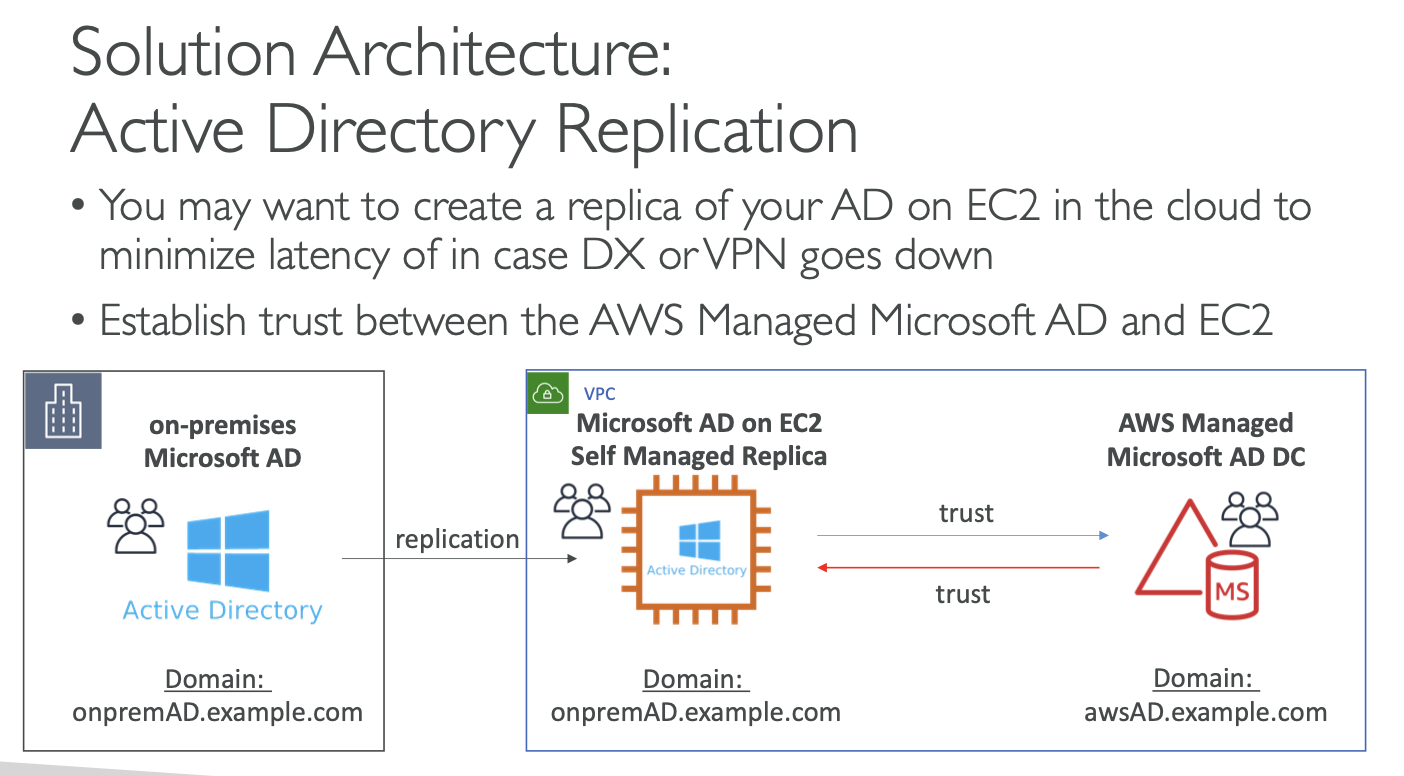 Solution Architecture:
Active Directory Replication
• You may want to create a replica of your AD on EC2 in the cloud to
minimize latency of in case DX or VPN goes down
• Establish trust between the AWS Managed Microsoft AD and EC2
on-premises
Microsoft AD
Active Directory
Domain:
onpremAD.example.com
replication
VPC
Microsoft AD on EC2
Self Managed Replica
Active Directory
Domain:
onpremAD.example.com
trust
trust
AWS Managed
Microsoft AD DC
MS
Domain:
awsAD.example.com